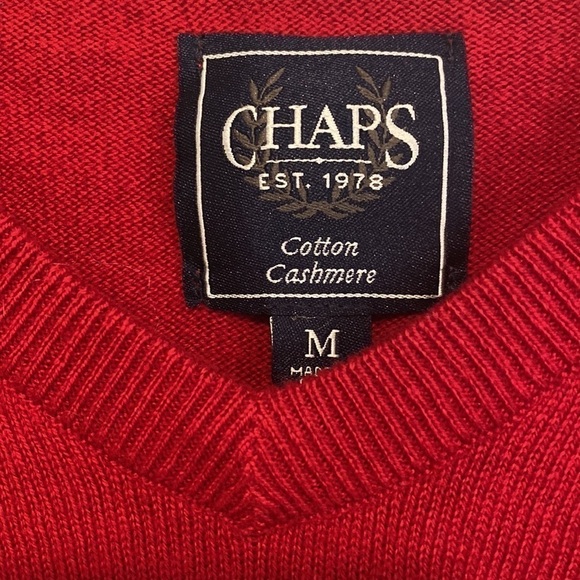 CHAPS
EST. 1978
Cotton
Cashmere
M